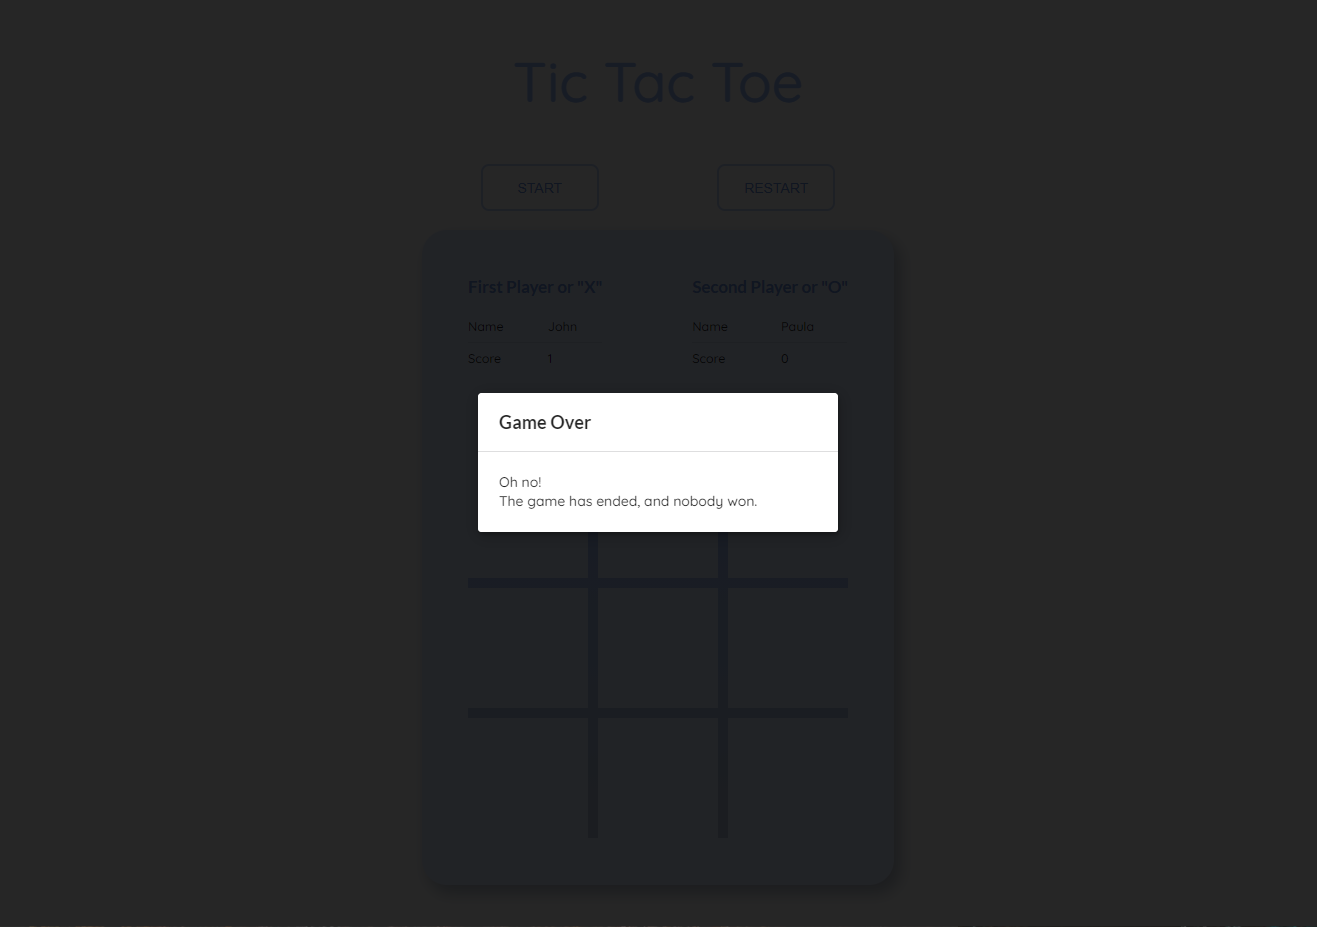 Tic Tac Toe
START RESTART
First Player or "X" Second Player or "O"
Name John Name Paula
Score 1 Score 0
Game Over
Oh no!
The game has ended, and nobody won.